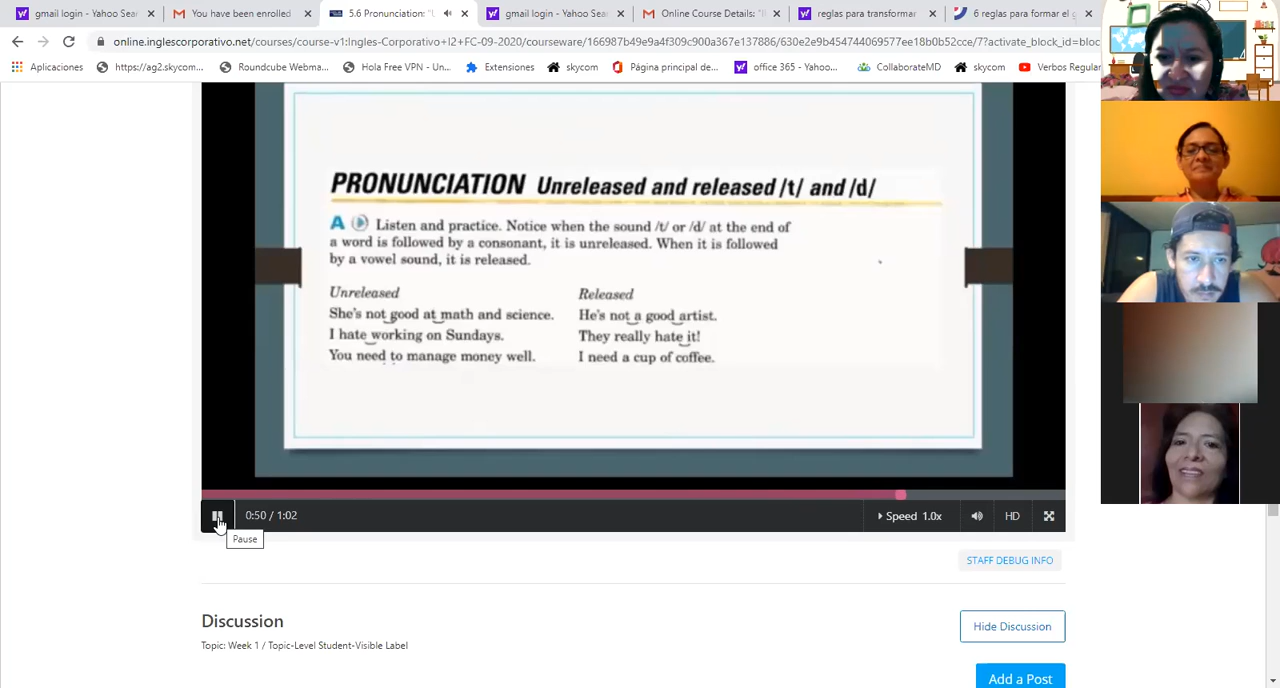 gmail login - Yahoo Sear
You have been enrolled
5.6 Pronunciation: "U
gmail login - Yahoo Sear
Online Course Details: "I
reglas para transformar
6 reglas para formar el g
online.inglescorporativo.net/courses/course-v1:Ingles-Corporativo+I2+FC-09-2020/courseware/166987b49e9a4f309c900a367e137886/630e2e9b454744069577ee18b0b52cce/7?activate_block_id=bloc
Aplicaciones
https://ag2.skycom...
Roundcube Webma...
Hola Free VPN - U...
Extensiones
skycom
Página principal de...
office 365 - Yahoo...
CollaborateMD
skycom
Verbos Regular
PRONUNCIATION Unreleased and released /t/ and /d/
A Listen and practice. Notice when the sound /t/ or /d/ at the end of
a word is followed by a consonant, it is unreleased. When it is followed
by a vowel sound, it is released.
Unreleased
She's not good at math and science.
I hate working on Sundays.
You need to manage money well.
Released
He's not a good artist.
They really hate it!
I need a cup of coffee.
0:50 / 1:02
Speed 1.0x
HD
Pause
STAFF DEBUG INFO
Discussion
Topic: Week 1 / Topic-Level Student-Visible Label
Hide Discussion
Add a Post